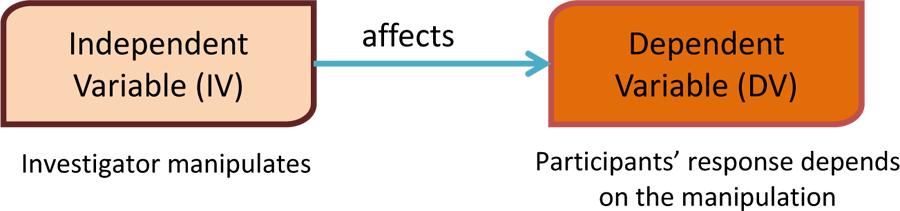 Independent
Variable (IV)
affects
Dependent
Variable (DV)
Investigator manipulates
Participants’ response depends
on the manipulation